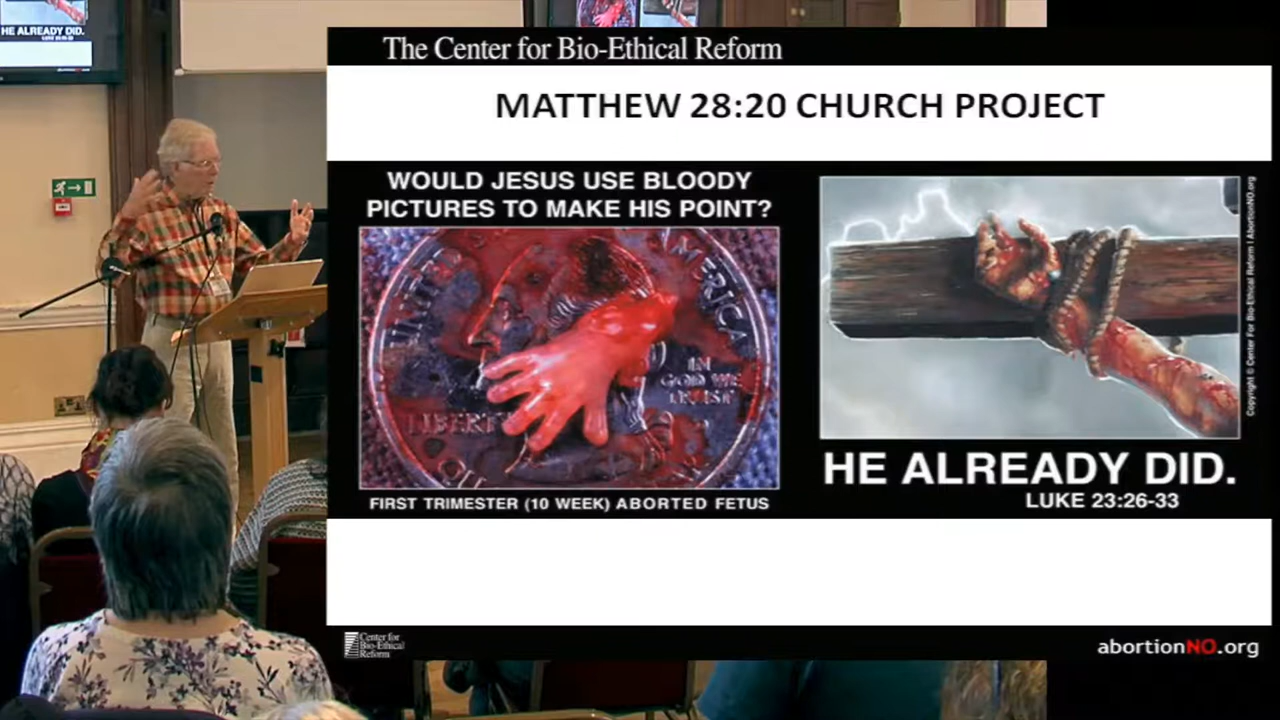 HE ALREADY DID.
The Center for Bio-Ethical Reform
MATTHEW 28:20 CHURCH PROJECT
WOULD JESUS USE BLOODY
PICTURES TO MAKE HIS POINT?
UNITED
AMERICA
IN
GOD WE
TRUST
LIBERTY
FIRST TRIMESTER (10 WEEK) ABORTED FETUS
HE ALREADY DID.
LUKE 23:26-33
Copyright © Center For Bio-Ethical Reform | AbortionNO.org
Center for
Bio-Ethical
Reform
abortionNO.org